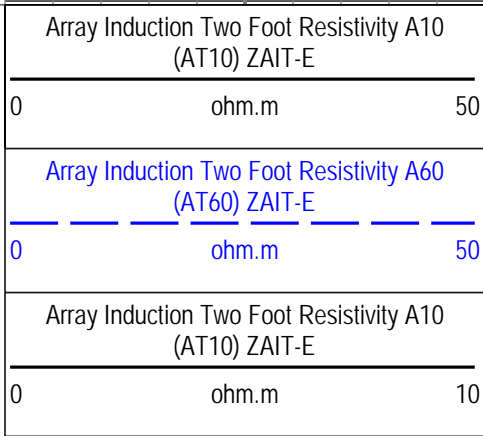 Array Induction Two Foot Resistivity A10
(AT10) ZAIT-E
0 ohm.m 50
Array Induction Two Foot Resistivity A60
(AT60) ZAIT-E
0 ohm.m 50
Array Induction Two Foot Resistivity A10
(AT10) ZAIT-E
0 ohm.m 10